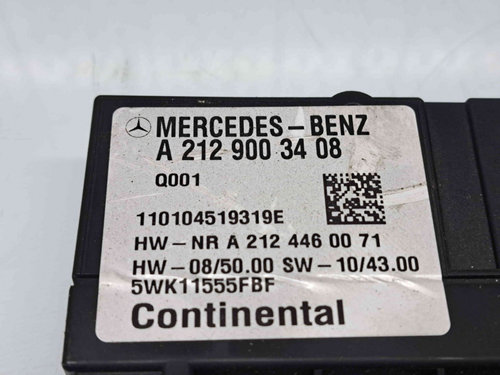 MERCEDES-BENZ
A 212 900 34 08
Q001
110104519319E
HW-NR A 212 446 00 71
HW-08/50.00 SW-10/43.00
5WK11555FBF
Continental